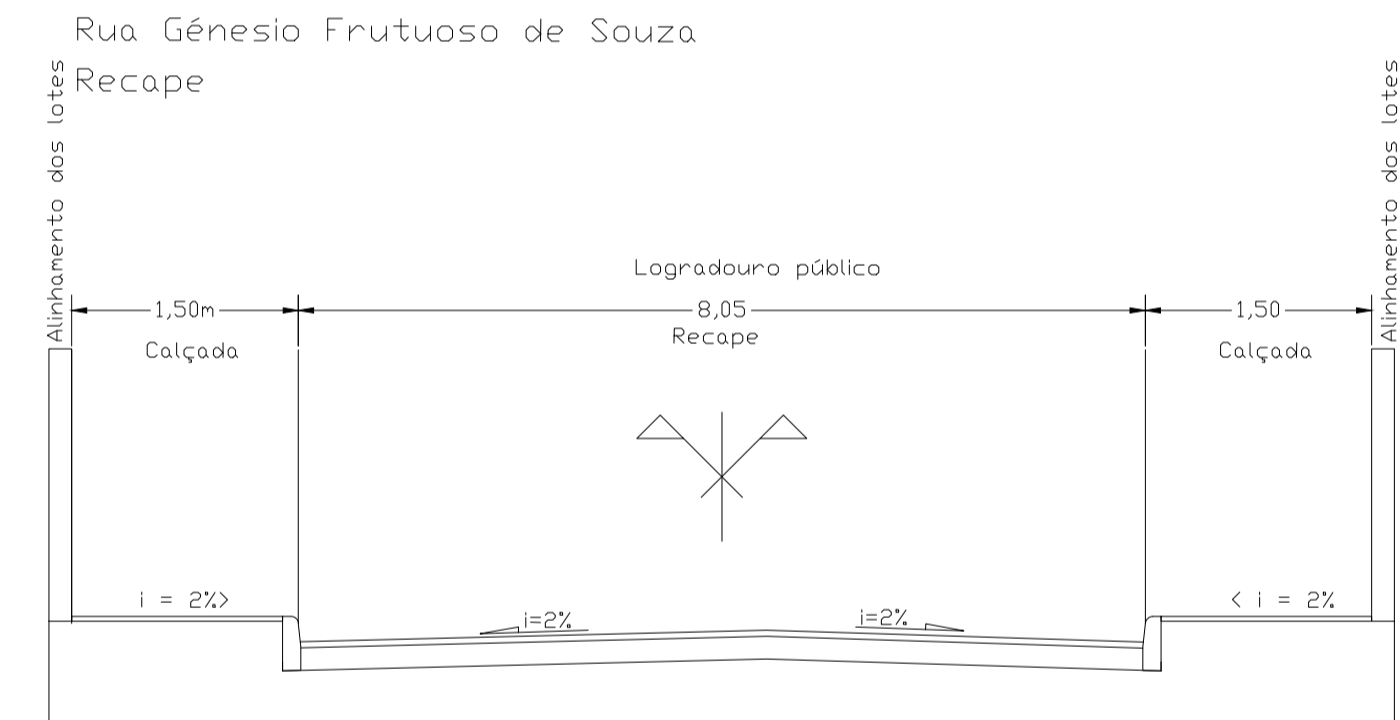 Rua Génesio Frutuoso de Souza
Recape
Alinhamento dos lotes
Alinhamento dos lotes
Logradouro público
1,50m
8,05
1,50
Recape
Calçada
Calçada
i = 2%>
< i = 2%
i=2%
i=2%